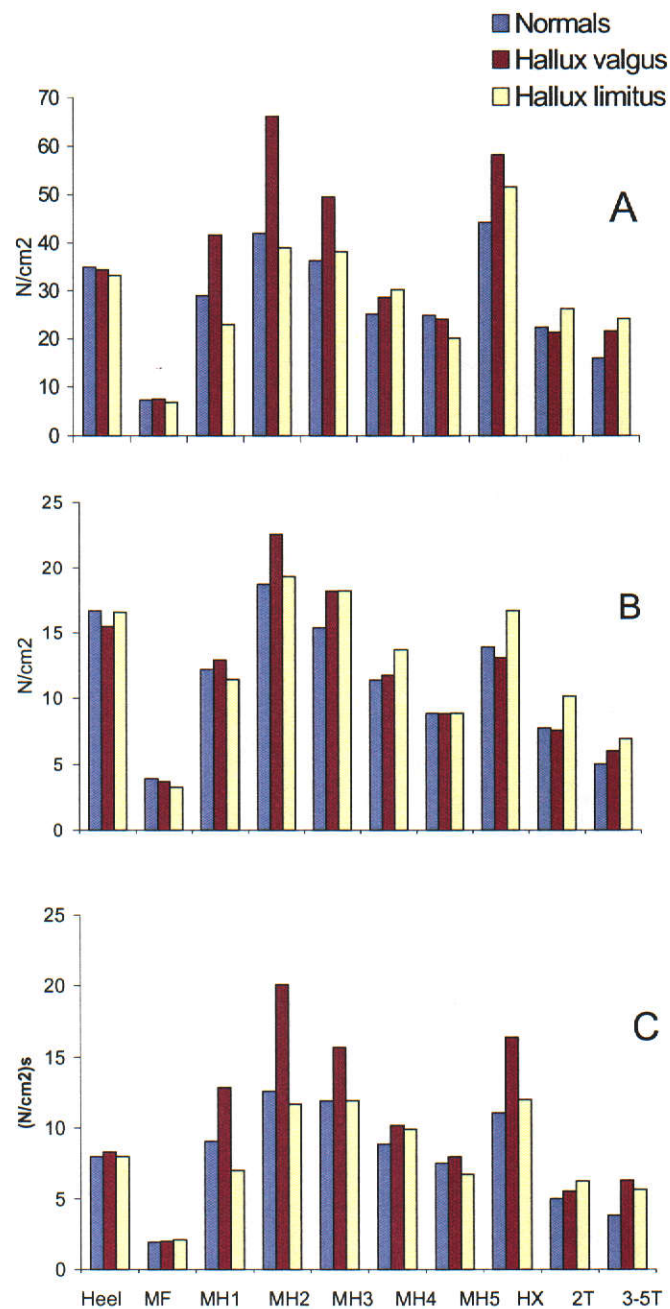 Normals
Hallux valgus
Hallux limitus
70
60
50
40
30
20
10
0
N/cm2
A
25
20
15
10
5
0
N/cm2
B
25
20
15
10
5
0
(N/cm2)s
C
Heel MF MH1 MH2 MH3 MH4 MH5 HX 2T 3-5T